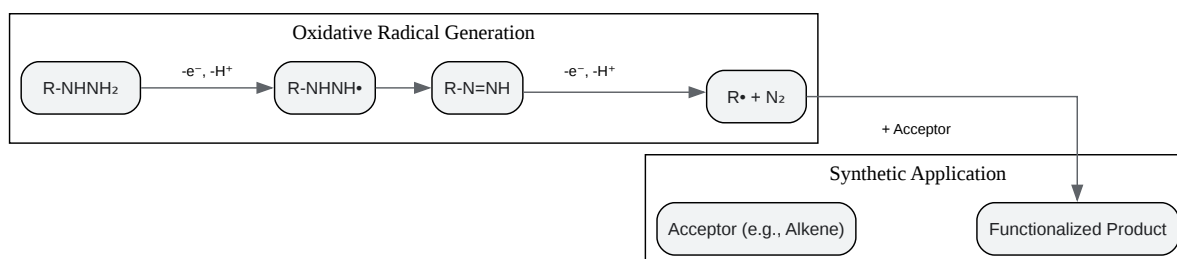 Oxidative Radical Generation
R-NHNH₂
-e⁻, -H⁺
R-NHNH•
R-N=NH
-e⁻, -H⁺
R• + N₂
+ Acceptor
Synthetic Application
Acceptor (e.g., Alkene)
Functionalized Product